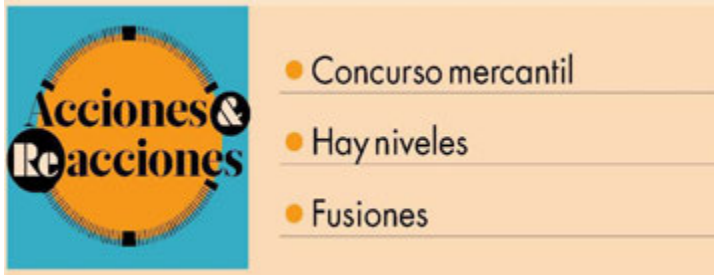 Acciones&
Reacciones
Concurso mercantil
Hay niveles
Fusiones